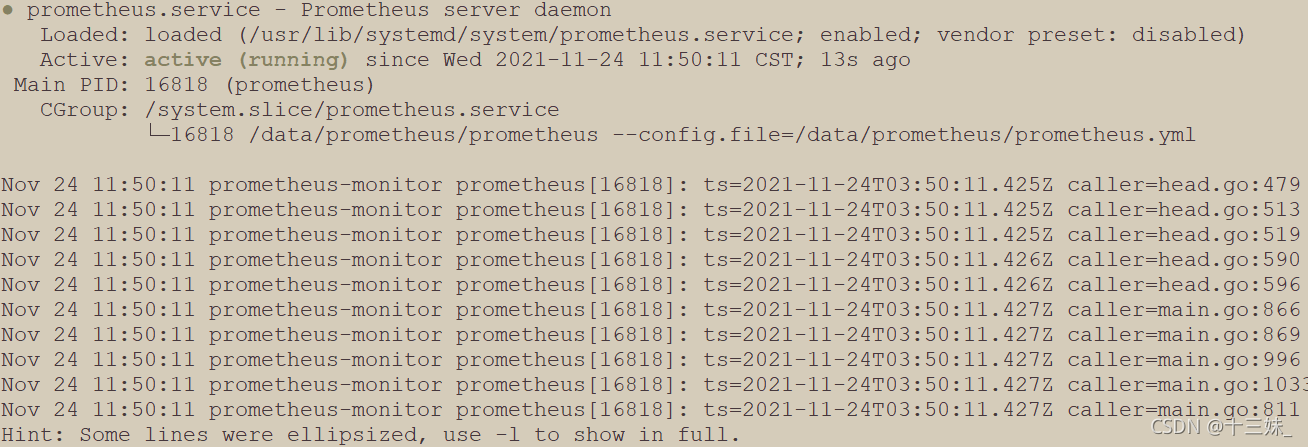 ● prometheus.service - Prometheus server daemon
   Loaded: loaded (/usr/lib/systemd/system/prometheus.service; enabled; vendor preset: disabled)
   Active: active (running) since Wed 2021-11-24 11:50:11 CST; 13s ago
 Main PID: 16818 (prometheus)
   CGroup: /system.slice/prometheus.service
           └─16818 /data/prometheus/prometheus --config.file=/data/prometheus/prometheus.yml

Nov 24 11:50:11 prometheus-monitor prometheus[16818]: ts=2021-11-24T03:50:11.425Z caller=head.go:479
Nov 24 11:50:11 prometheus-monitor prometheus[16818]: ts=2021-11-24T03:50:11.425Z caller=head.go:513
Nov 24 11:50:11 prometheus-monitor prometheus[16818]: ts=2021-11-24T03:50:11.425Z caller=head.go:519
Nov 24 11:50:11 prometheus-monitor prometheus[16818]: ts=2021-11-24T03:50:11.426Z caller=head.go:590
Nov 24 11:50:11 prometheus-monitor prometheus[16818]: ts=2021-11-24T03:50:11.426Z caller=head.go:596
Nov 24 11:50:11 prometheus-monitor prometheus[16818]: ts=2021-11-24T03:50:11.427Z caller=main.go:866
Nov 24 11:50:11 prometheus-monitor prometheus[16818]: ts=2021-11-24T03:50:11.427Z caller=main.go:869
Nov 24 11:50:11 prometheus-monitor prometheus[16818]: ts=2021-11-24T03:50:11.427Z caller=main.go:996
Nov 24 11:50:11 prometheus-monitor prometheus[16818]: ts=2021-11-24T03:50:11.427Z caller=main.go:1033
Nov 24 11:50:11 prometheus-monitor prometheus[16818]: ts=2021-11-24T03:50:11.427Z caller=main.go:811
Hint: Some lines were ellipsized, use -l to show in full.
CSDN @十三妹_